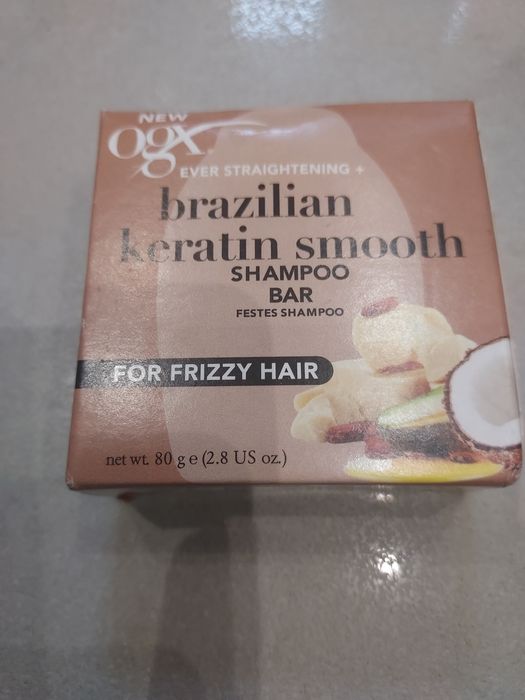 NEW
ogx
EVER STRAIGHTENING +
brazilian
keratin smooth
SHAMPOO
BAR
FESTES SHAMPOO
FOR FRIZZY HAIR
net wt. 80 g e (2.8 US oz.)